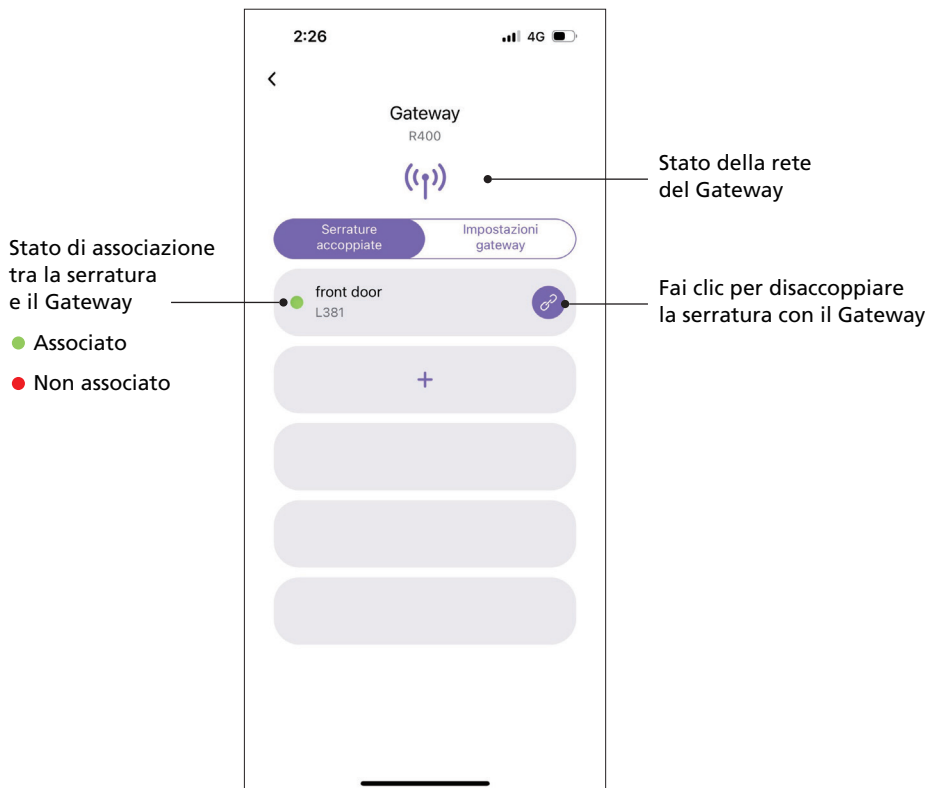 2:26
4G
Gateway
R400
Stato della rete
del Gateway
Serrature
accoppiate
Impostazioni
gateway
Stato di associazione
tra la serratura
e il Gateway
Associato
Non associato
front door
L381
Fai clic per disaccoppiare
la serratura con il Gateway
+